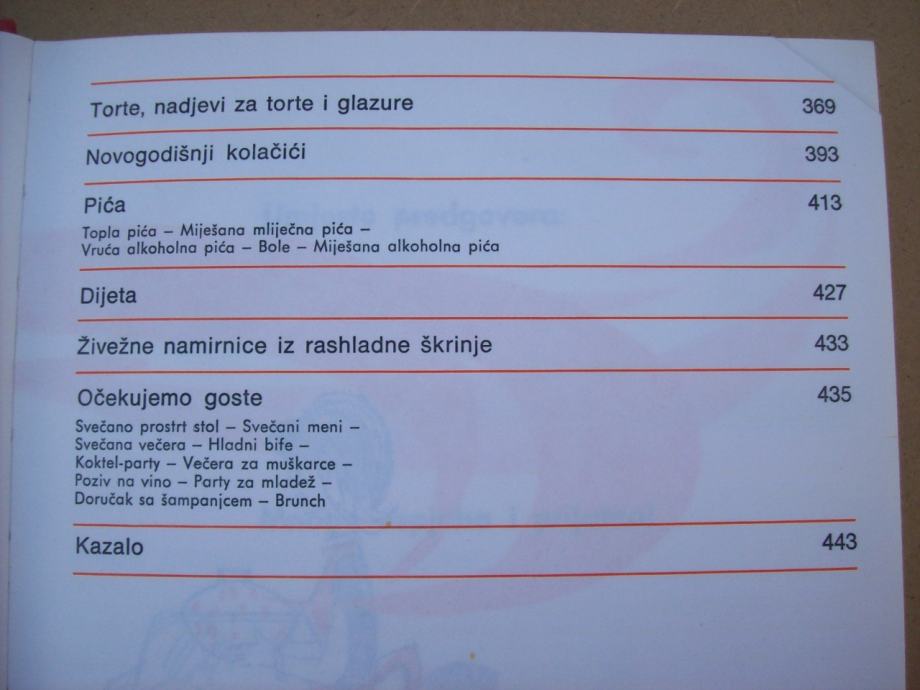 Torte, nadjevi za torte i glazure 369
Novogodišnji kolačići 393
Pića 413
Topla pića – Miješana mliječna pića –
Vruća alkoholna pića – Bole – Miješana alkoholna pića
Dijeta 427
Živežne namirnice iz rashladne škrinje 433
Očekujemo goste 435
Svečano prostrt stol – Svečani meni –
Svečana večera – Hladni bife –
Koktel-party – Večera za muškarce –
Poziv na vino – Party za mladež –
Doručak sa šampanjcem – Brunch
Kazalo 443